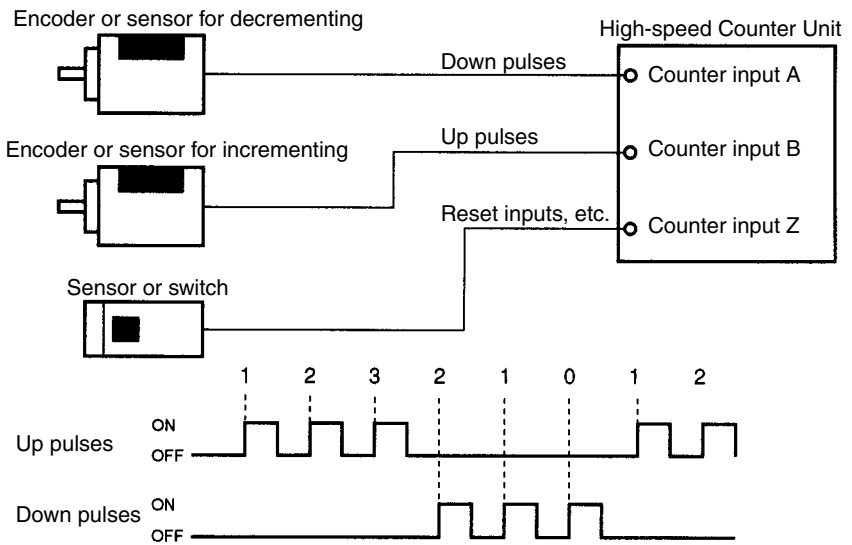 Encoder or sensor for decrementing
High-speed Counter Unit
Down pulses
Counter input A
Encoder or sensor for incrementing
Up pulses
Counter input B
Reset inputs, etc.
Counter input Z
Sensor or switch
1 2 3 2 1 0 1 2
Up pulses
ON
OFF
Down pulses
ON
OFF